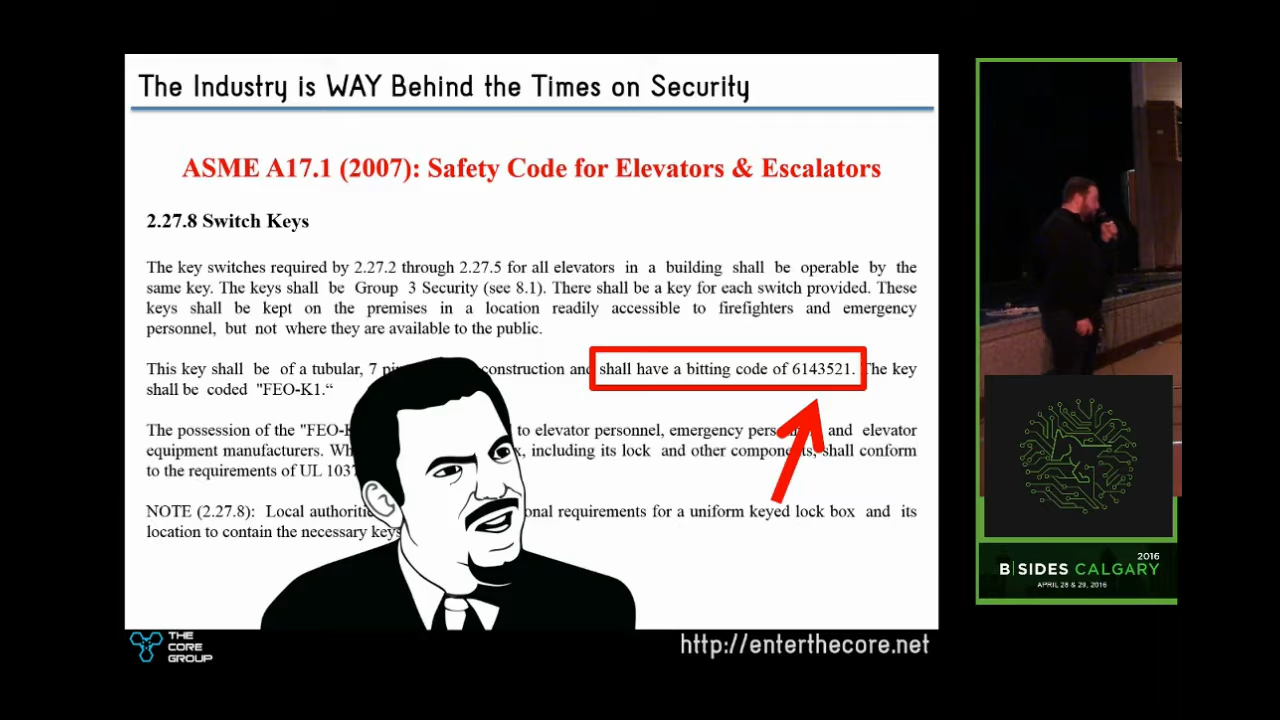 The Industry is WAY Behind the Times on Security
ASME A17.1 (2007): Safety Code for Elevators & Escalators
2.27.8 Switch Keys
The key switches required by 2.27.2 through 2.27.5 for all elevators in a building shall be operable by the
same key. The keys shall be Group 3 Security (see 8.1). There shall be a key for each switch provided. These
keys shall be kept on the premises in a location readily accessible to firefighters and emergency
personnel, but not where they are available to the public.
This key shall be of a tubular, 7 construction and shall have a bitting code of 6143521. The key
shall be coded "FEO-K1.“
The possession of the to elevator personnel, emergency and elevator
equipment manufacturers. including its lock and other components, shall conform
to the requirements of UL
NOTE (2.27.8): Local requirements for a uniform keyed lock box and its
location to contain the necessary keys
THE
CORE
GROUP
http://enterthecore.net
2016
B|SIDES CALGARY
APRIL 28 & 29, 2016